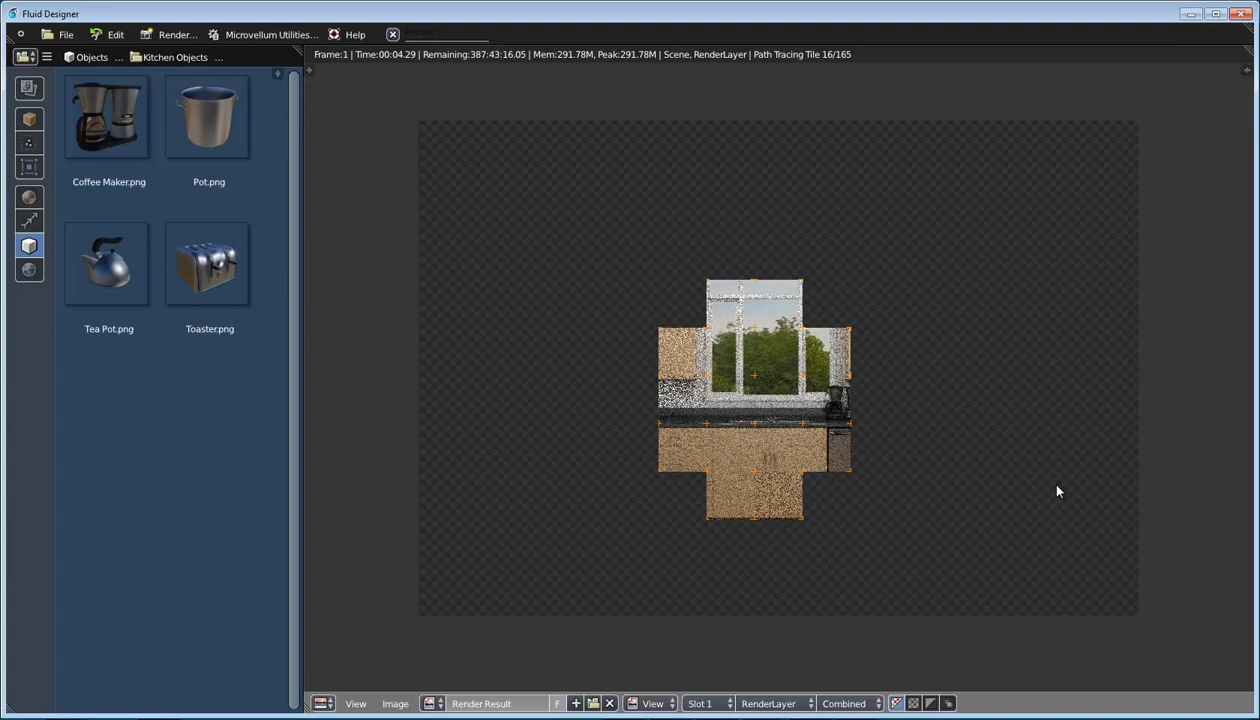 Fluid Designer
File Edit Render... Microvellum Utilities... Help Render
Objects ... Kitchen Objects ...
Frame:1 | Time:00:04.29 | Remaining:387:43:16.05 | Mem:291.78M, Peak:291.78M | Scene, RenderLayer | Path Tracing Tile 16/165
Coffee Maker.png Pot.png
Tea Pot.png Toaster.png
View Image Render Result F View Slot 1 RenderLayer Combined